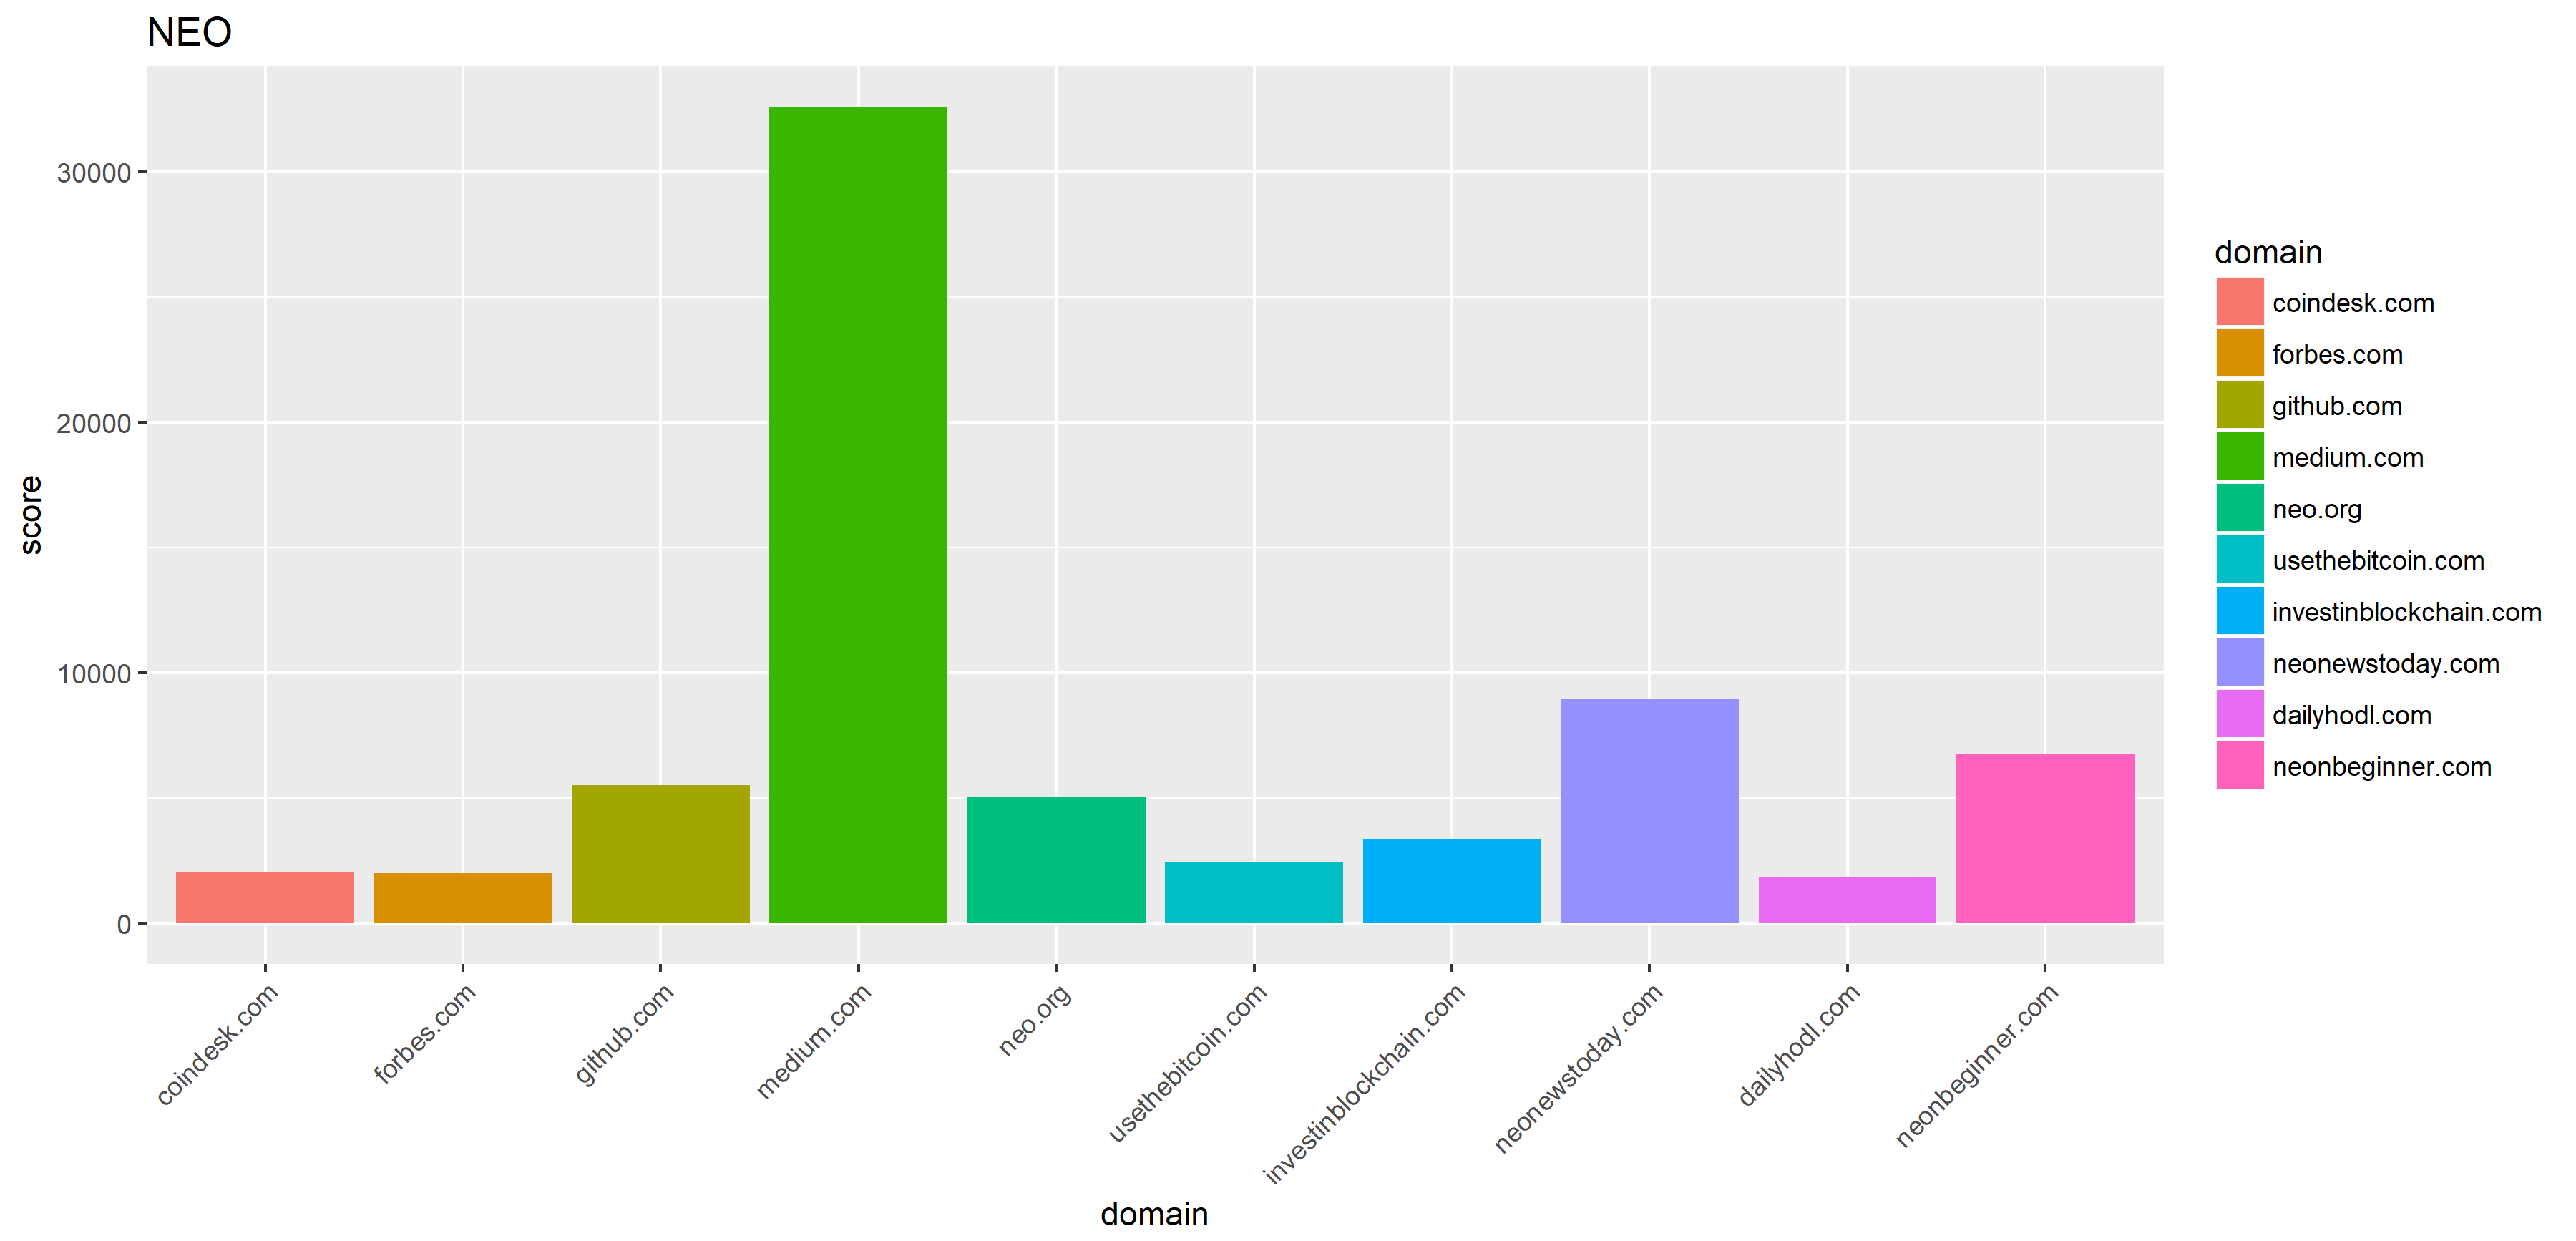 NEO
score
30000
20000
10000
0
coindesk.com
forbes.com
github.com
medium.com
neo.org
usethebitcoin.com
investinblockchain.com
neonewstoday.com
dailyhodl.com
neonbeginner.com
domain
domain
coindesk.com
forbes.com
github.com
medium.com
neo.org
usethebitcoin.com
investinblockchain.com
neonewstoday.com
dailyhodl.com
neonbeginner.com